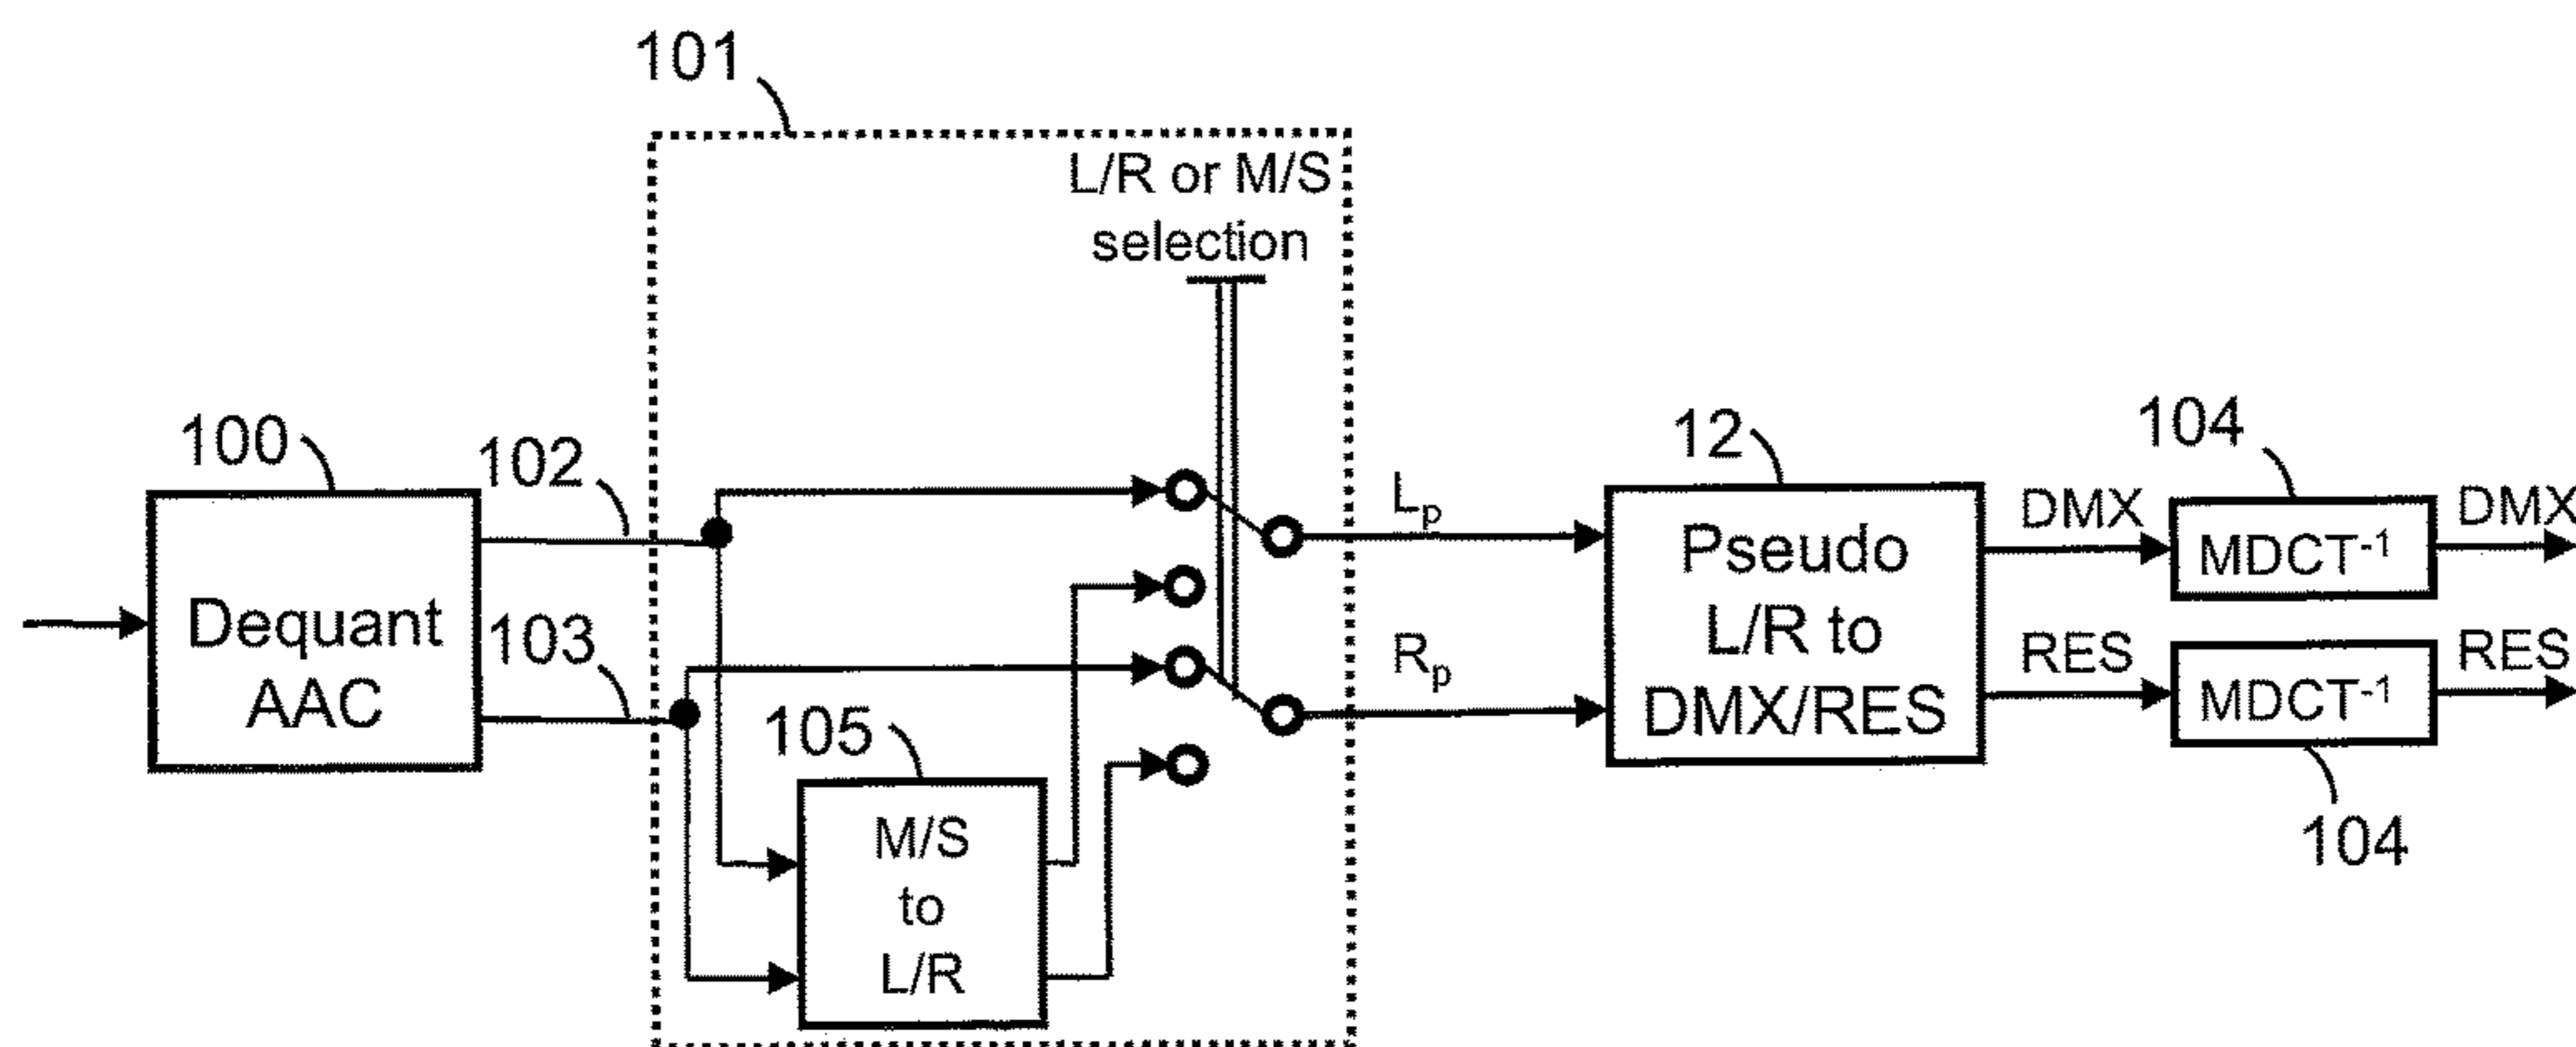 101
L/R or M/S
selection
100
102
103
Dequant
AAC
105
M/S
to
L/R
Lp
Rp
12
Pseudo
L/R to
DMX/RES
DMX
RES
104
MDCT-1
MDCT-1
104
DMX
RES